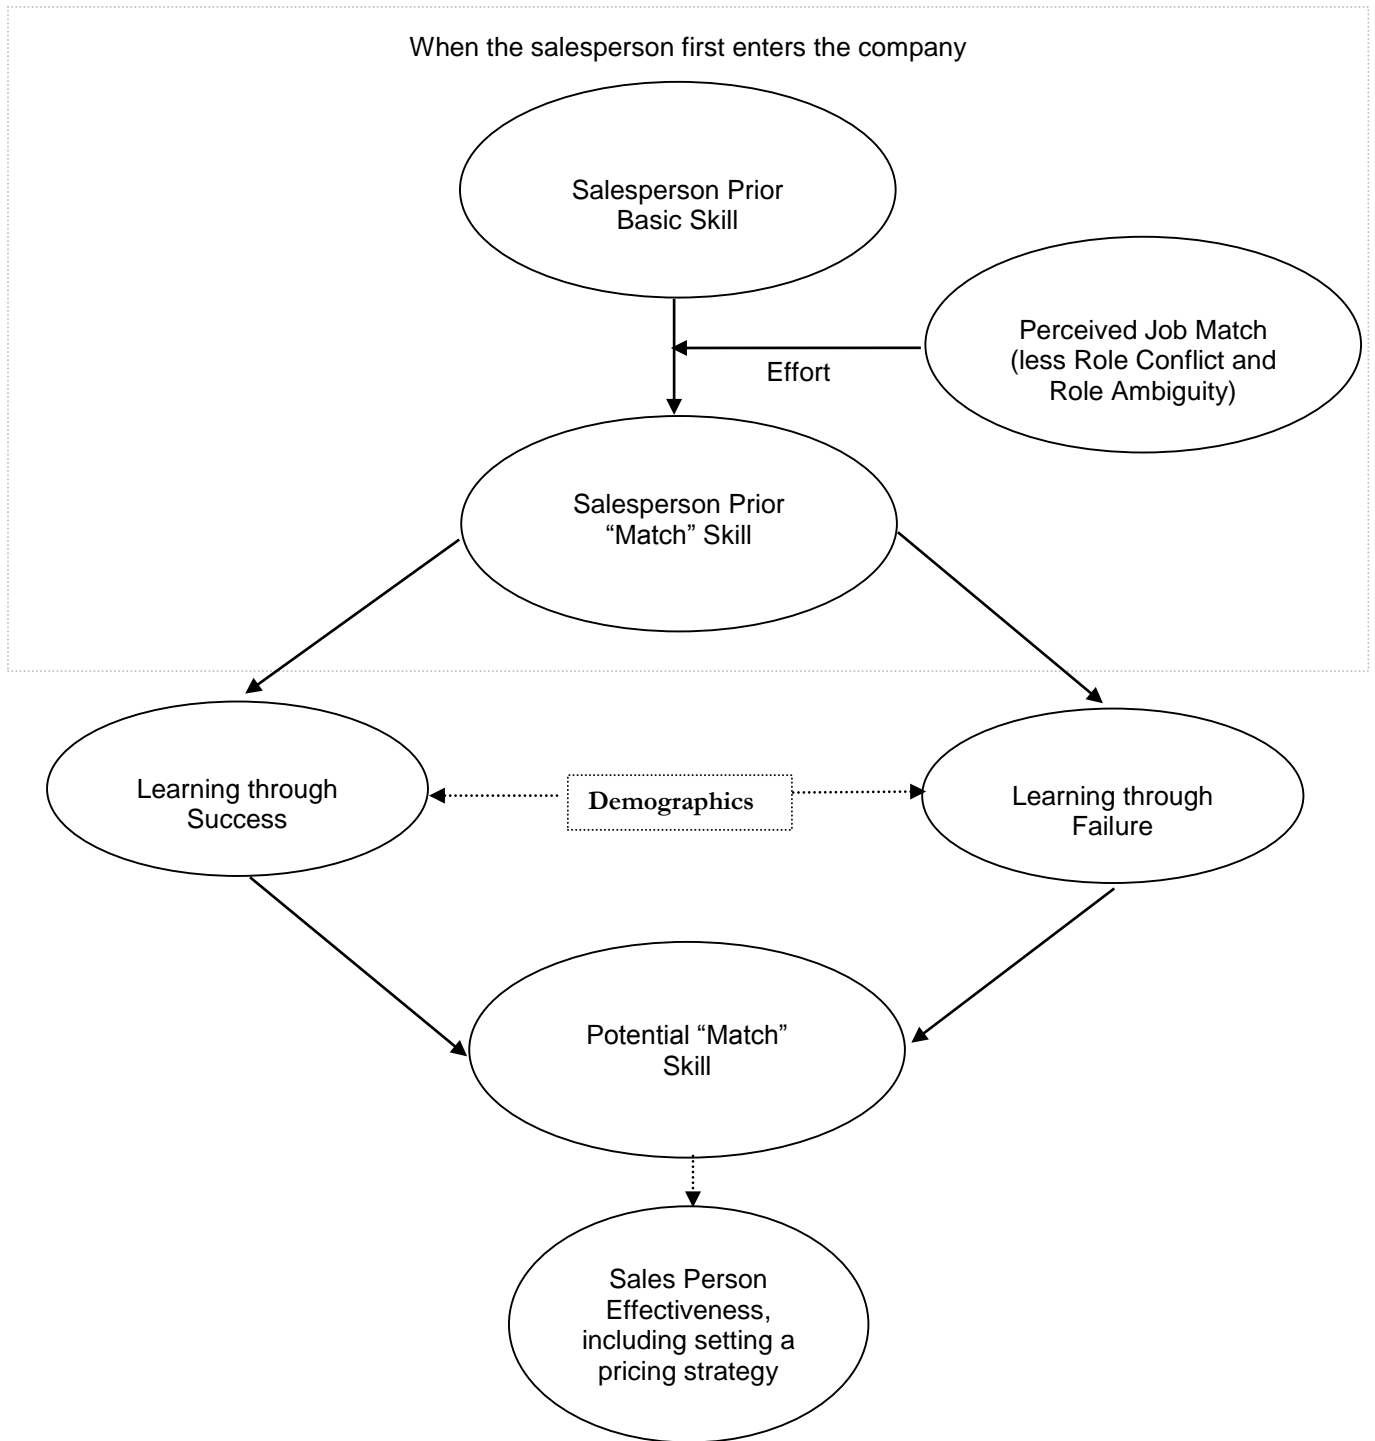 When the salesperson first enters the company
Salesperson Prior
Basic Skill
Perceived Job Match
(less Role Conflict and
Role Ambiguity)
Effort
Salesperson Prior
“Match” Skill
Learning through
Success
Demographics
Learning through
Failure
Potential “Match”
Skill
Sales Person
Effectiveness,
including setting a
pricing strategy